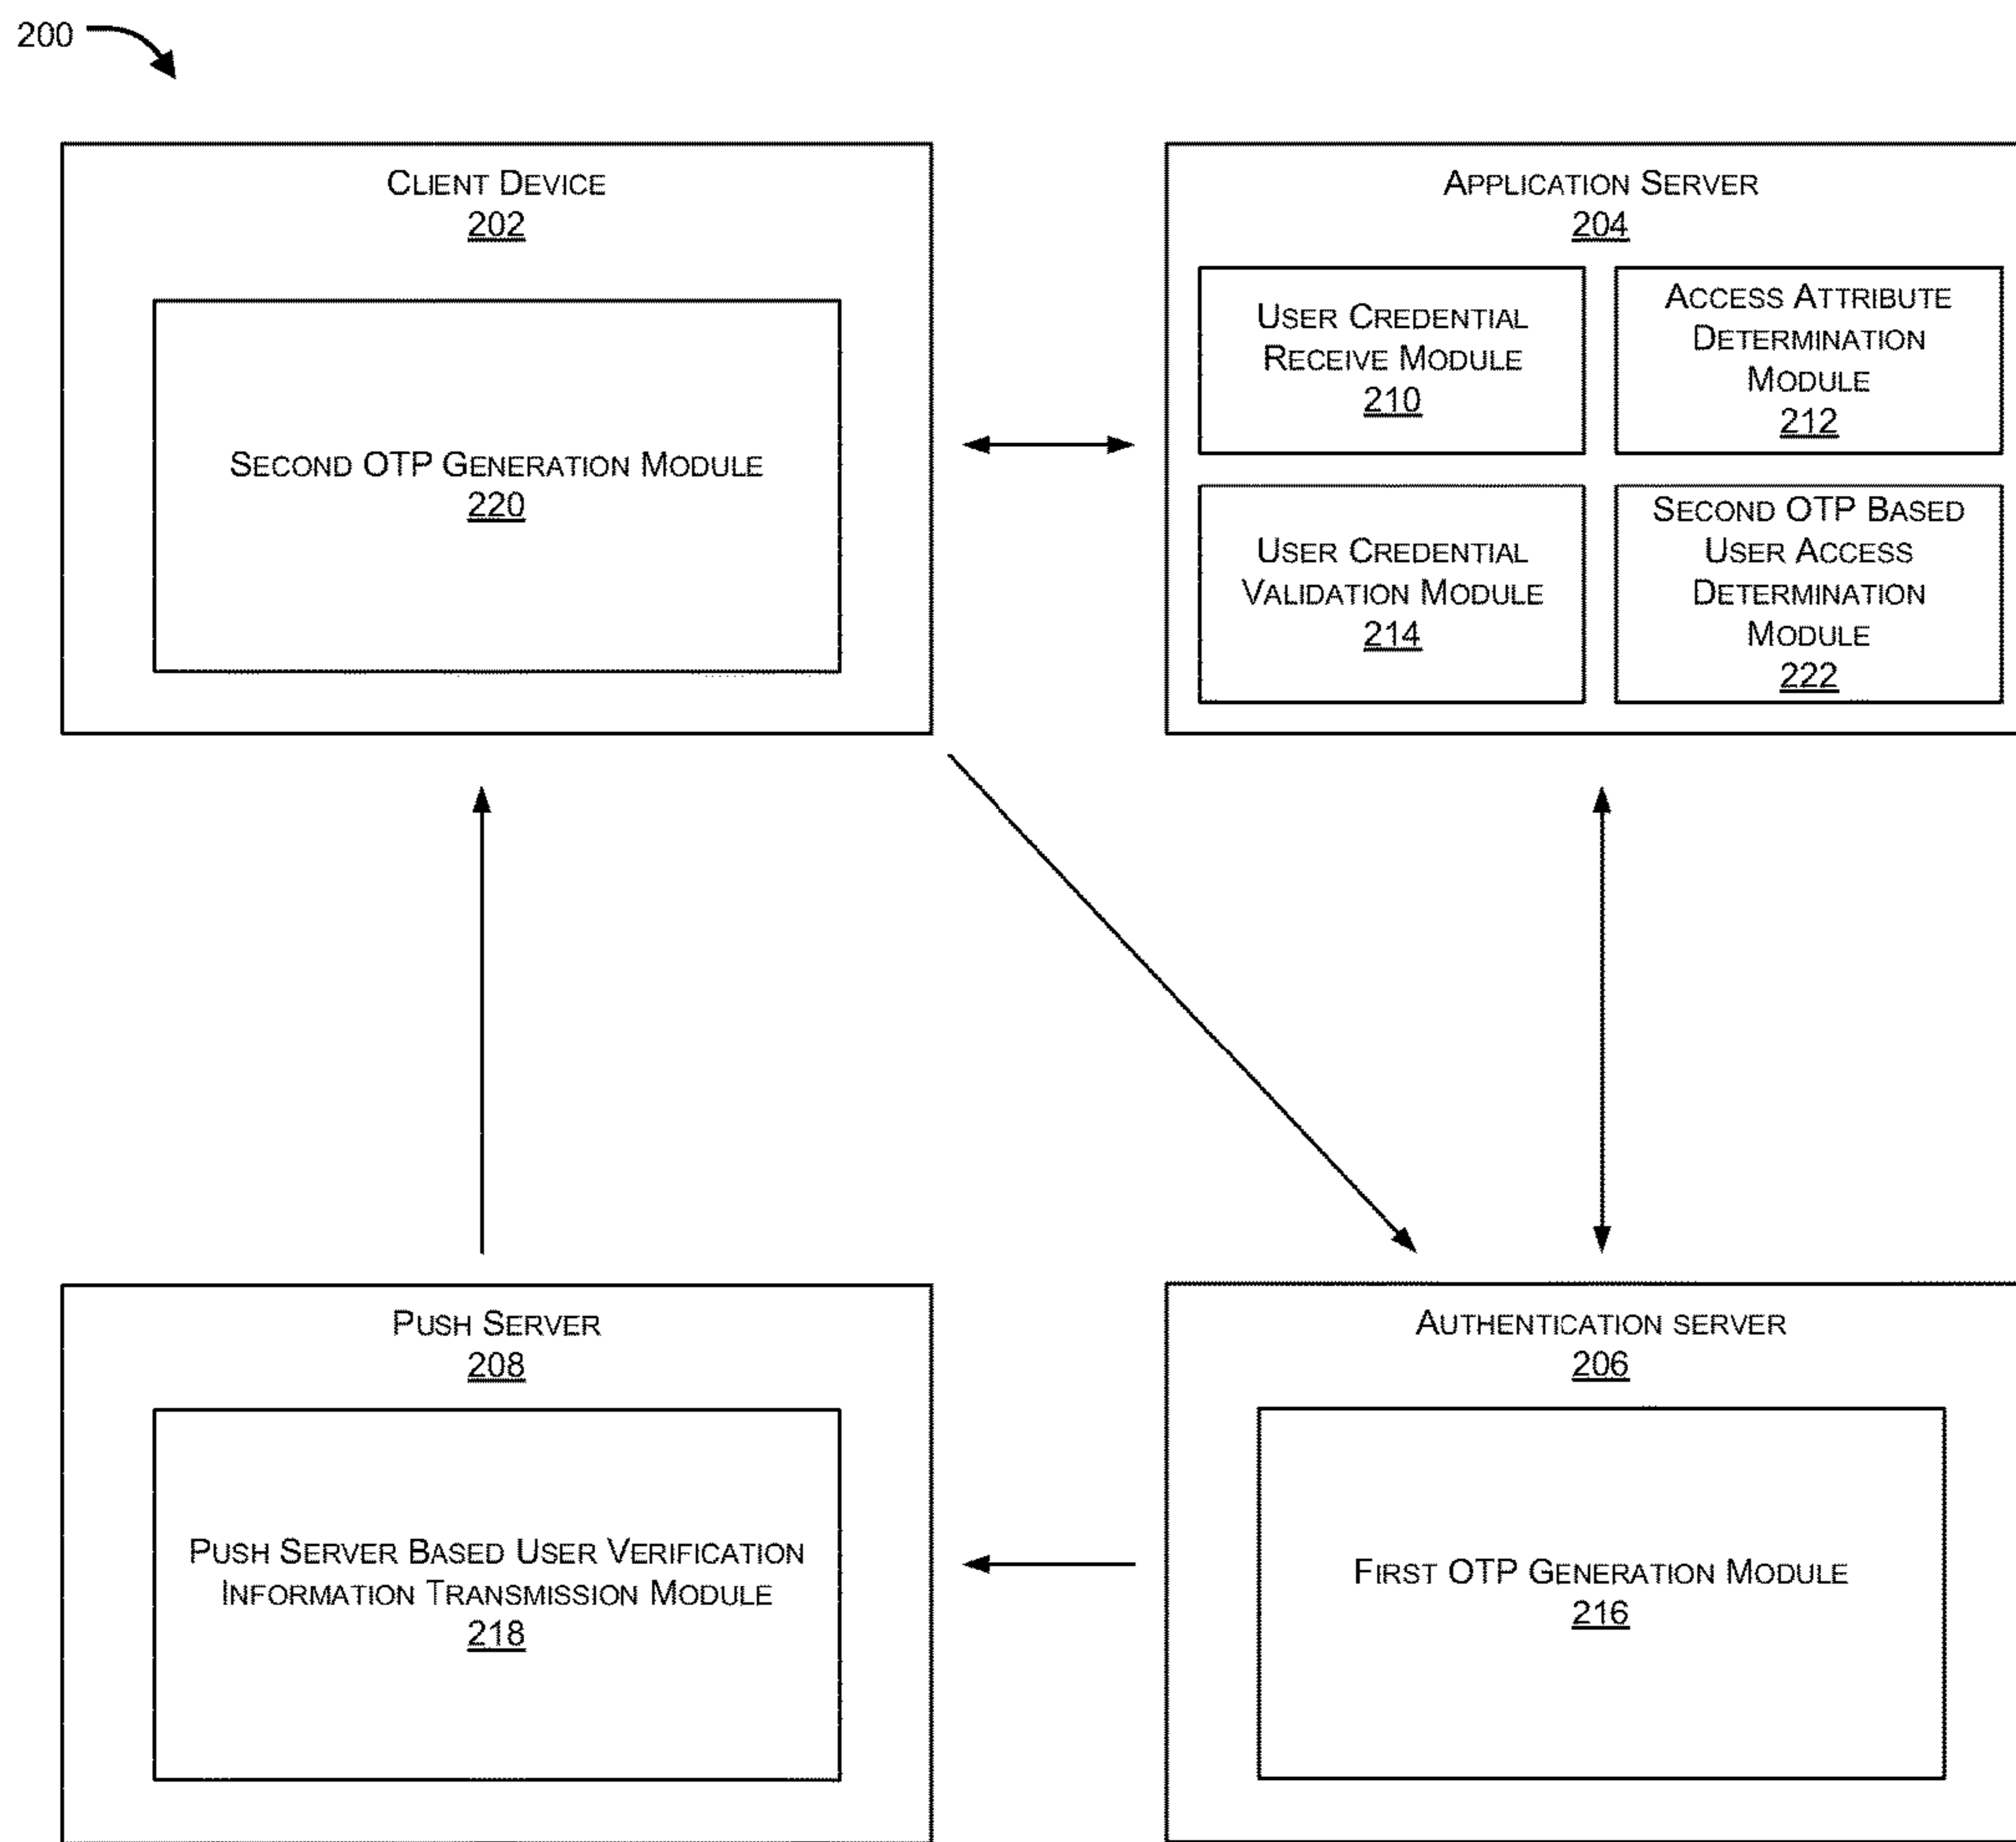 200
CLIENT DEVICE
202
SECOND OTP GENERATION MODULE
220
APPLICATION SERVER
204
USER CREDENTIAL
RECEIVE MODULE
210
ACCESS ATTRIBUTE
DETERMINATION
MODULE
212
USER CREDENTIAL
VALIDATION MODULE
214
SECOND OTP BASED
USER ACCESS
DETERMINATION
MODULE
222
PUSH SERVER
208
PUSH SERVER BASED USER VERIFICATION
INFORMATION TRANSMISSION MODULE
218
AUTHENTICATION SERVER
206
FIRST OTP GENERATION MODULE
216